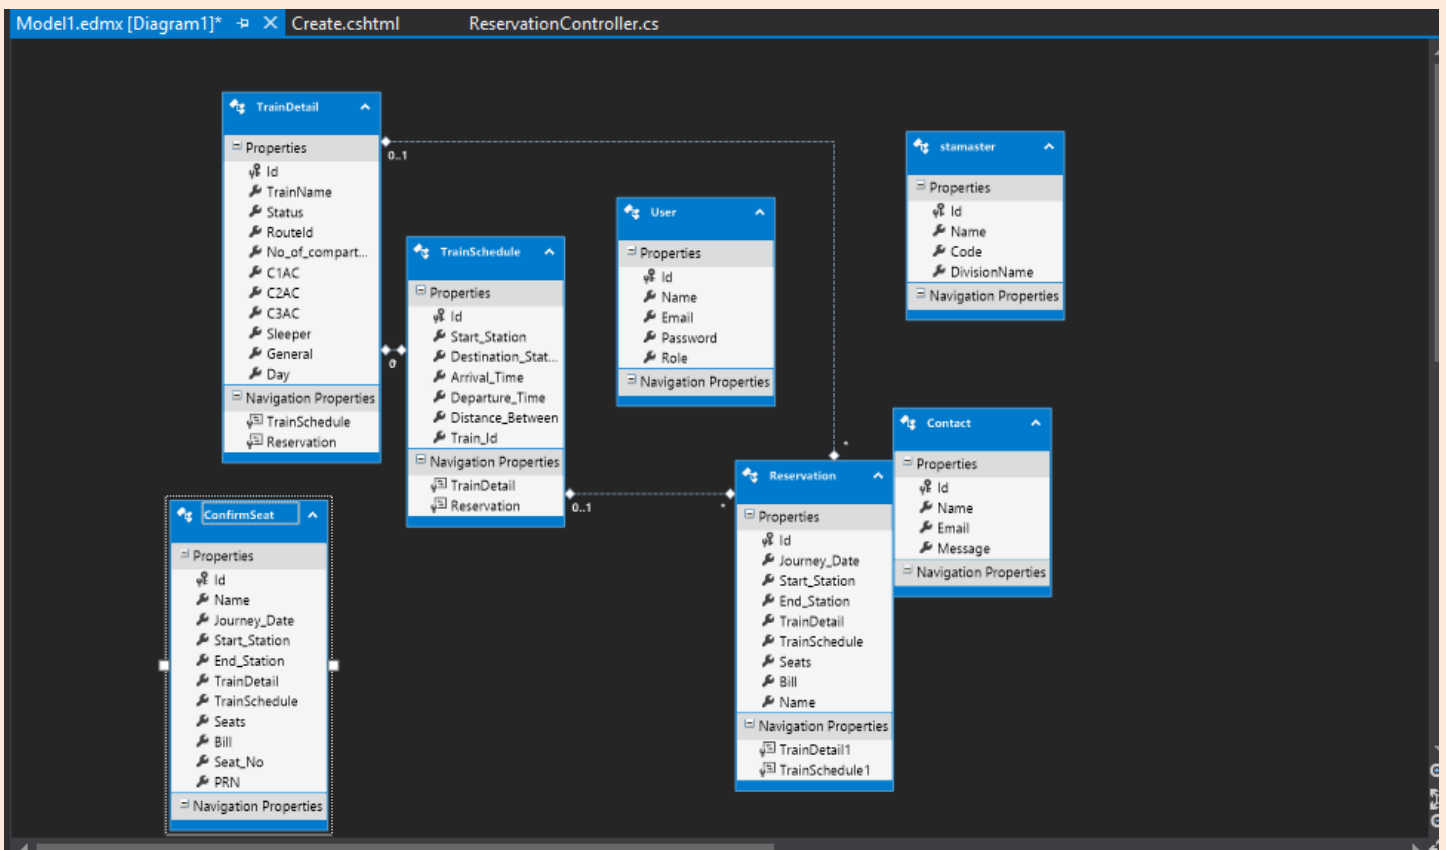 Model1.edmx [Diagram1]*
Create.cshtml
ReservationController.cs
TrainDetail
Properties
Id
TrainName
Status
RouteId
No_of_compart...
C1AC
C2AC
C3AC
Sleeper
General
Day
Navigation Properties
TrainSchedule
Reservation
0..1
TrainSchedule
Properties
Id
Start_Station
Destination_Stat...
Arrival_Time
Departure_Time
Distance_Between
Train_Id
Navigation Properties
TrainDetail
Reservation
0..1
*
User
Properties
Id
Name
Email
Password
Role
Navigation Properties
stamaster
Properties
Id
Name
Code
DivisionName
Navigation Properties
Contact
Properties
Id
Name
Email
Message
Navigation Properties
*
Reservation
Properties
Id
Journey_Date
Start_Station
End_Station
TrainDetail
TrainSchedule
Seats
Bill
Name
Navigation Properties
TrainDetail1
TrainSchedule1
ConfirmSeat
Properties
Id
Name
Journey_Date
Start_Station
End_Station
TrainDetail
TrainSchedule
Seats
Bill
Seat_No
PRN
Navigation Properties